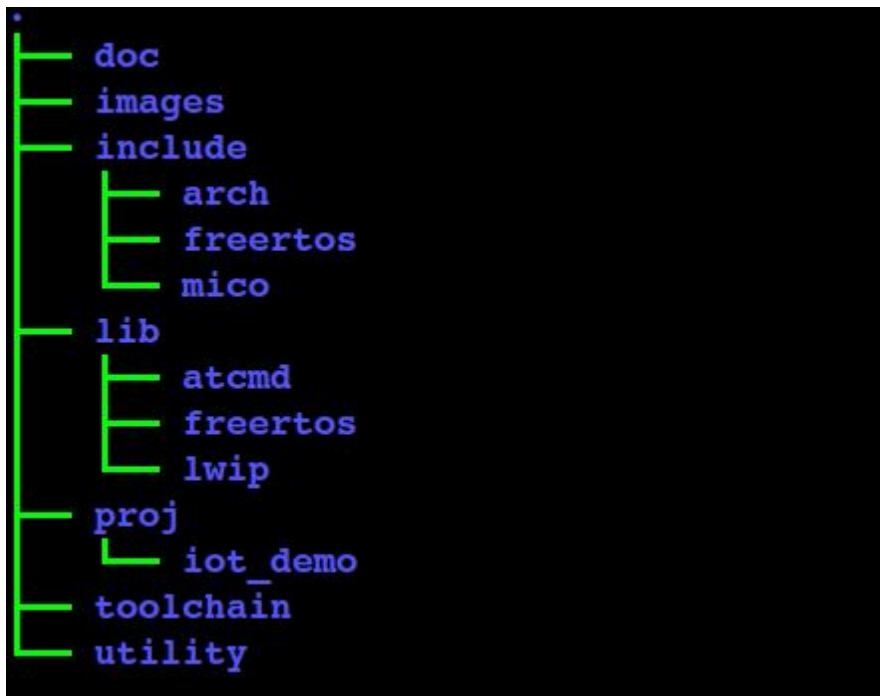 .
doc
images
include
arch
freertos
mico
lib
atcmd
freertos
lwip
proj
iot_demo
toolchain
utility